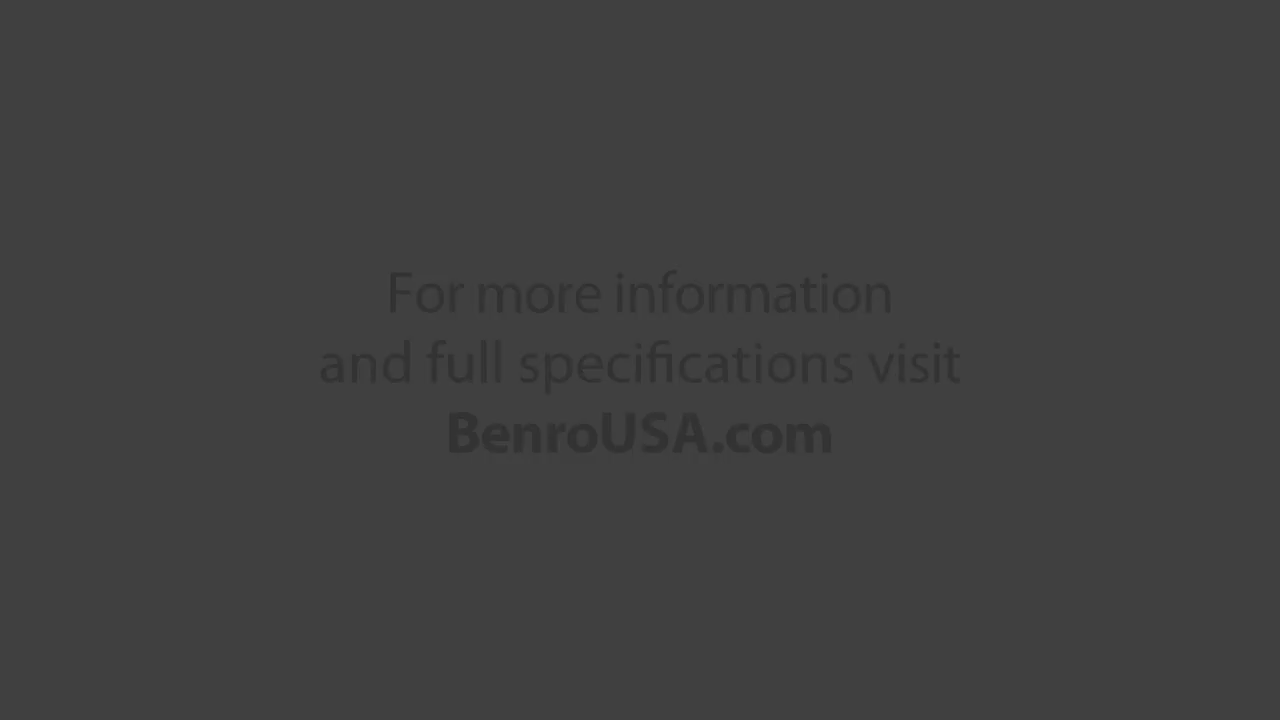 For more information
and full specifications visit
BenroUSA.com